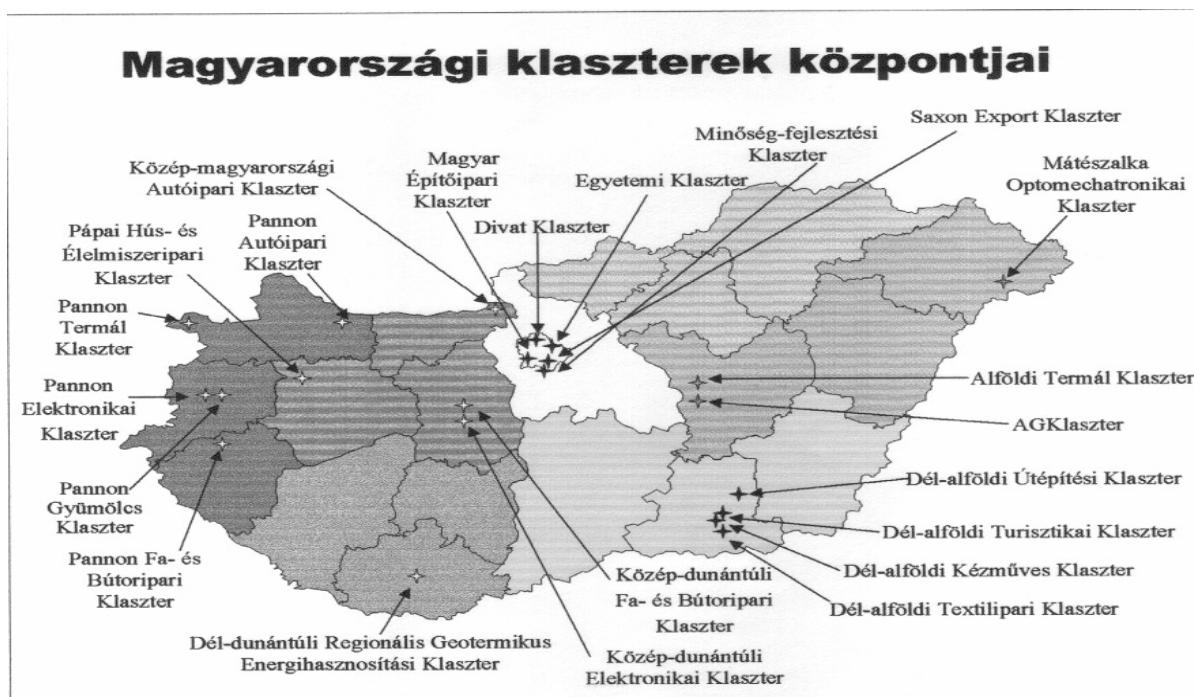 Magyarországi klaszterek központjai
Saxon Export Klaszter
Minőség-fejlesztési
Klaszter
Magyar
Építőipari
Klaszter
Közép-magyarországi
Autóipari Klaszter
Egyetemi Klaszter
Mátészalka
Optomechatronikai
Klaszter
Divat Klaszter
Pannon
Autóipari
Klaszter
Pápai Hús- és
Élelmiszeripari
Klaszter
Pannon
Termál
Klaszter
Pannon
Elektronikai
Klaszter
Alföldi Termál Klaszter
AGKlaszter
Pannon
Gyümölcs
Klaszter
Dél-alföldi Útépítési Klaszter
Dél-alföldi Turisztikai Klaszter
Pannon Fa- és
Bútoripari
Klaszter
Közép-dunántúli
Fa- és Bútoripari
Klaszter
Dél-alföldi Kézműves Klaszter
Dél-alföldi Textilipari Klaszter
Dél-dunántúli Regionális Geotermikus
Energihasznosítási Klaszter
Közép-dunántúli
Elektronikai Klaszter